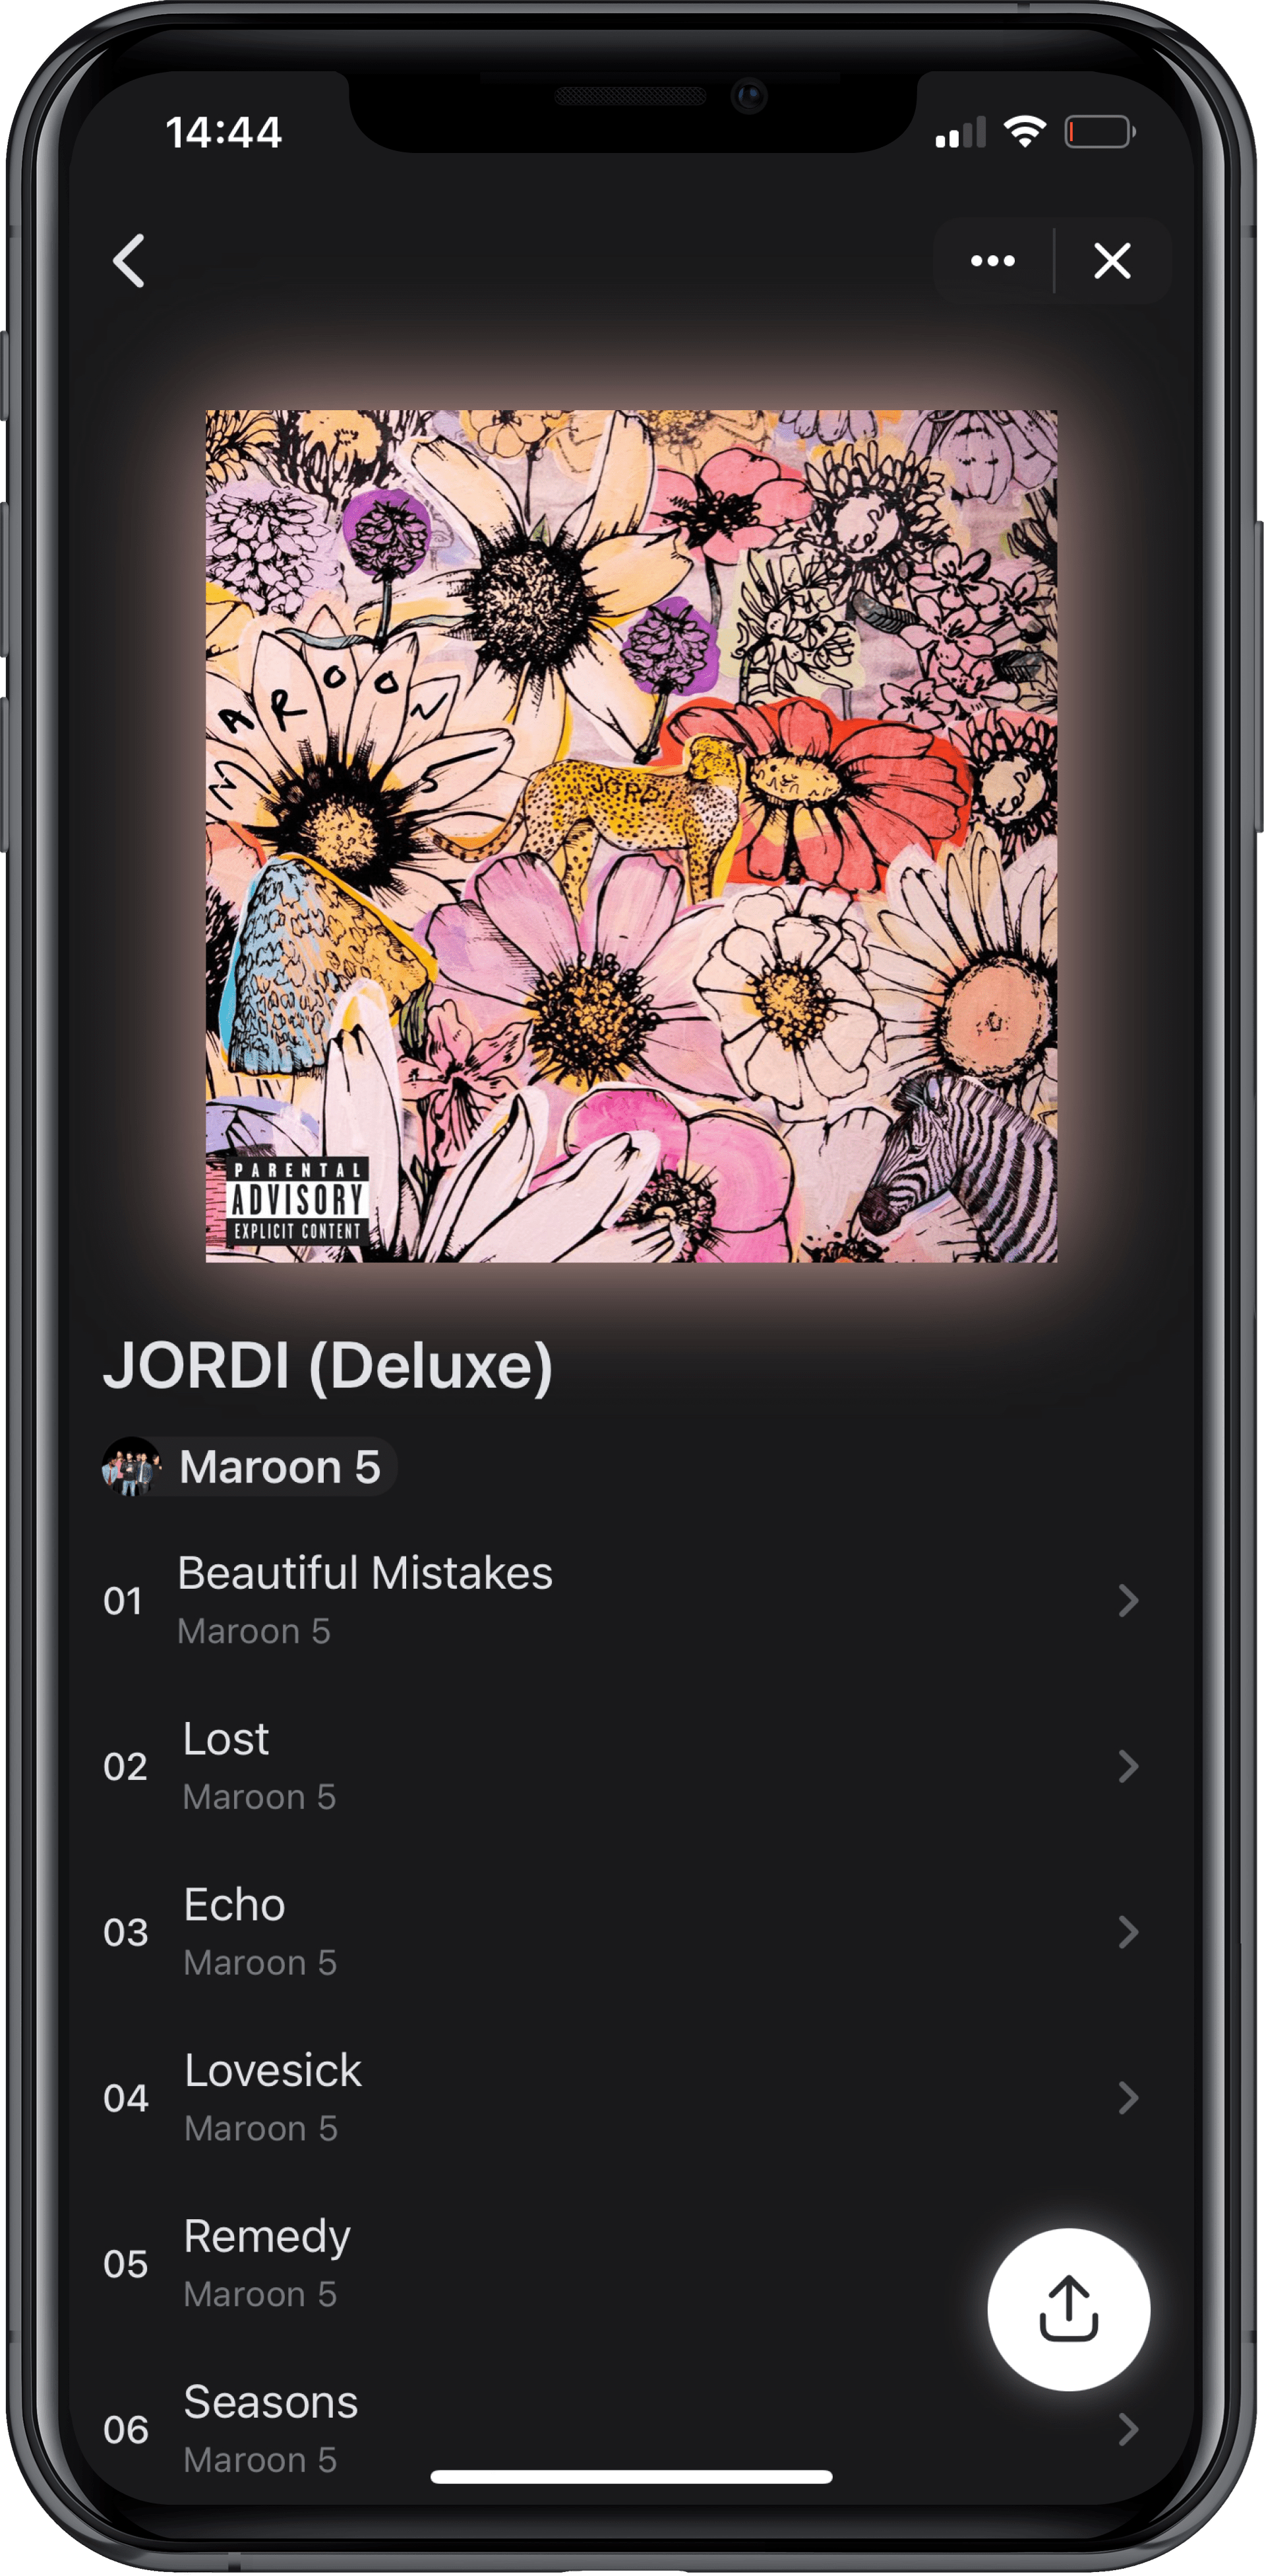 14:44
MAROON 5
JORDI
PARENTAL
ADVISORY
EXPLICIT CONTENT
JORDI (Deluxe)
Maroon 5
01
Beautiful Mistakes
Maroon 5
02
Lost
Maroon 5
03
Echo
Maroon 5
04
Lovesick
Maroon 5
05
Remedy
Maroon 5
06
Seasons
Maroon 5